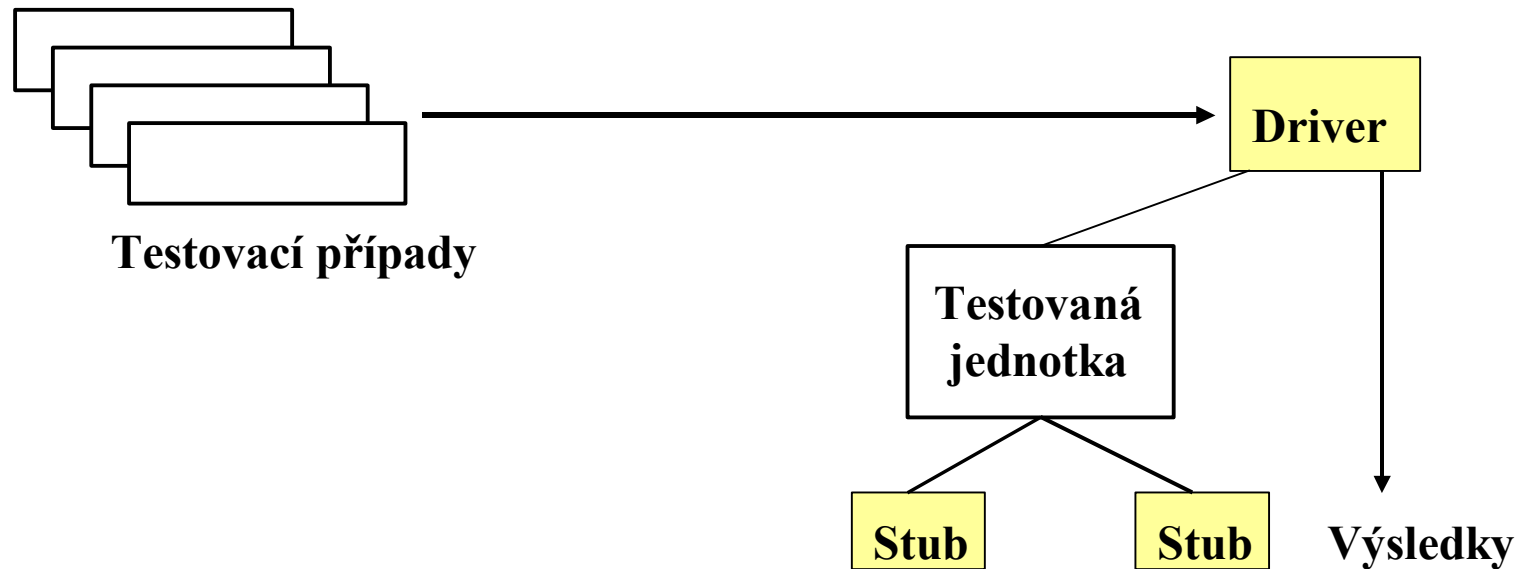 Driver
Testovací případy
Testovaná
jednotka
Stub
Stub
Výsledky